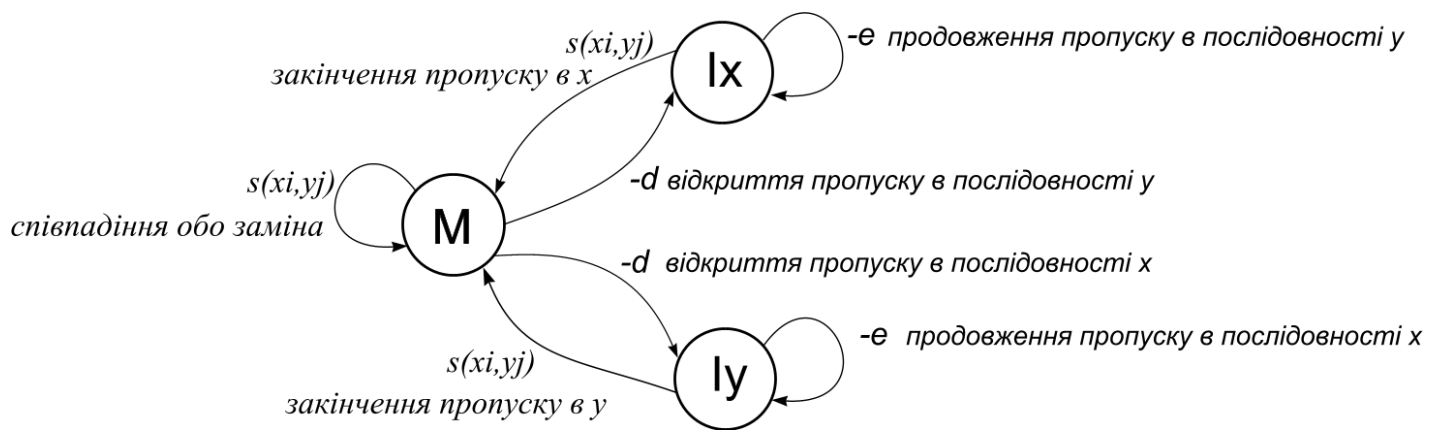 s(xi,yj)
закінчення пропуску в x
Ix
-e продовження пропуску в послідовності y
s(xi,yj)
співпадіння обо заміна
M
-d відкриття пропуску в послідовності y
-d відкриття пропуску в послідовності x
s(xi,yj)
закінчення пропуску в y
Iy
-e продовження пропуску в послідовності x